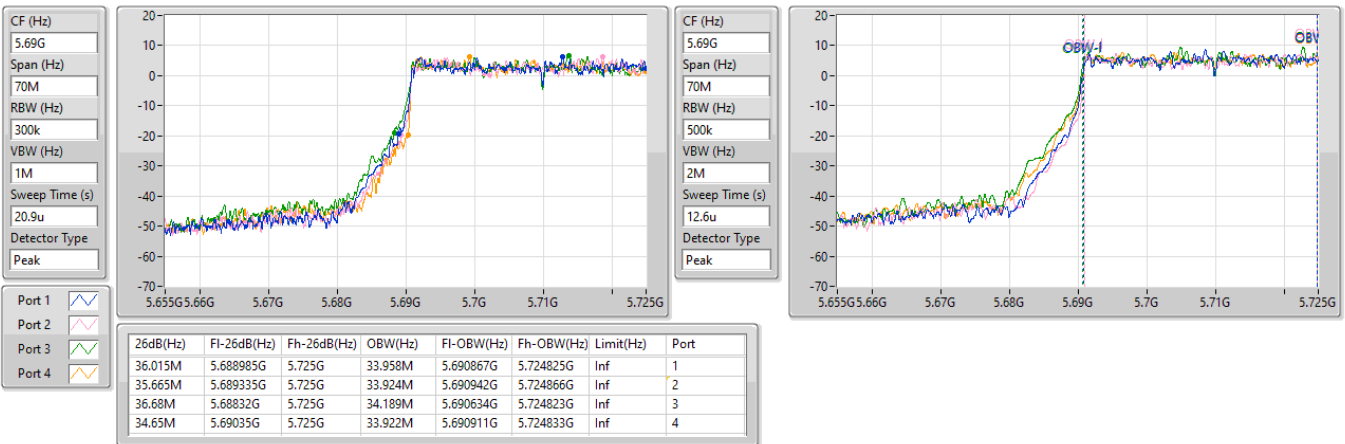 CF (Hz)
5.69G
Span (Hz)
70M
RBW (Hz)
300k
VBW (Hz)
1M
Sweep Time (s)
20.9u
Detector Type
Peak
20
10
0
-10
-20
-30
-40
-50
-60
-70
5.655G 5.66G 5.67G 5.68G 5.69G 5.7G 5.71G 5.725G
CF (Hz)
5.69G
Span (Hz)
70M
RBW (Hz)
500k
VBW (Hz)
2M
Sweep Time (s)
12.6u
Detector Type
Peak
20
10
0
-10
-20
-30
-40
-50
-60
-70
OBW-l
OBW
5.655G 5.66G 5.67G 5.68G 5.69G 5.7G 5.71G 5.725G
Port 1
Port 2
Port 3
Port 4
26dB(Hz) Fl-26dB(Hz) Fh-26dB(Hz) OBW(Hz) Fl-OBW(Hz) Fh-OBW(Hz) Limit(Hz) Port
36.015M 5.688985G 5.725G 33.958M 5.690867G 5.724825G Inf 1
35.665M 5.689335G 5.725G 33.924M 5.690942G 5.724866G Inf 2
36.68M 5.68832G 5.725G 34.189M 5.690634G 5.724823G Inf 3
34.65M 5.69035G 5.725G 33.922M 5.690911G 5.724833G Inf 4